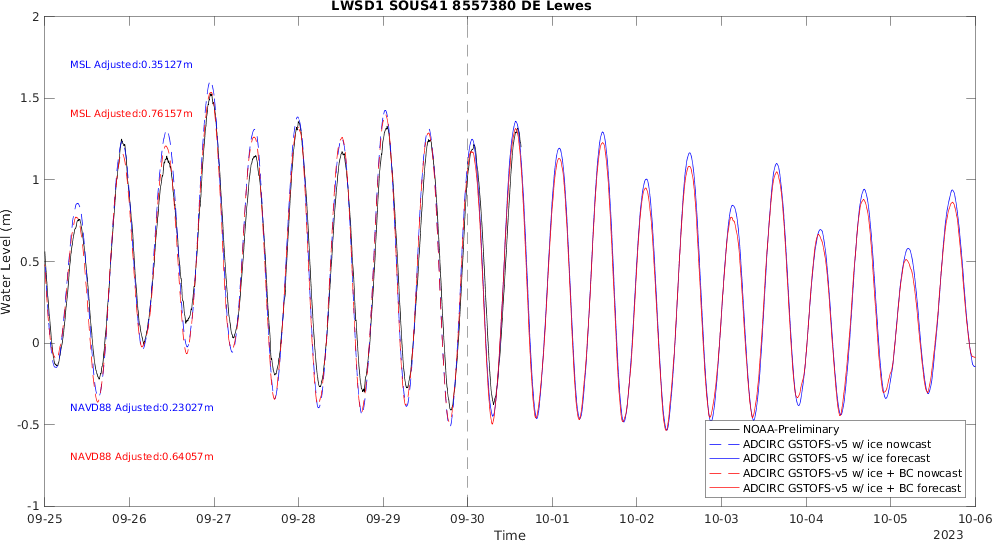 LWSD1 SOUS41 8557380 DE Lewes
2
1.5
1
0.5
0
-0.5
-1
Water Level (m)
MSL Adjusted:0.35127m
MSL Adjusted:0.76157m
NAVD88 Adjusted:0.23027m
NAVD88 Adjusted:0.64057m
NOAA-Preliminary
ADCIRC GSTOFS-v5 w/ ice nowcast
ADCIRC GSTOFS-v5 w/ ice forecast
ADCIRC GSTOFS-v5 w/ ice + BC nowcast
ADCIRC GSTOFS-v5 w/ ice + BC forecast
09-25 09-26 09-27 09-28 09-29 09-30 10-01 10-02 10-03 10-04 10-05 10-06
Time
2023